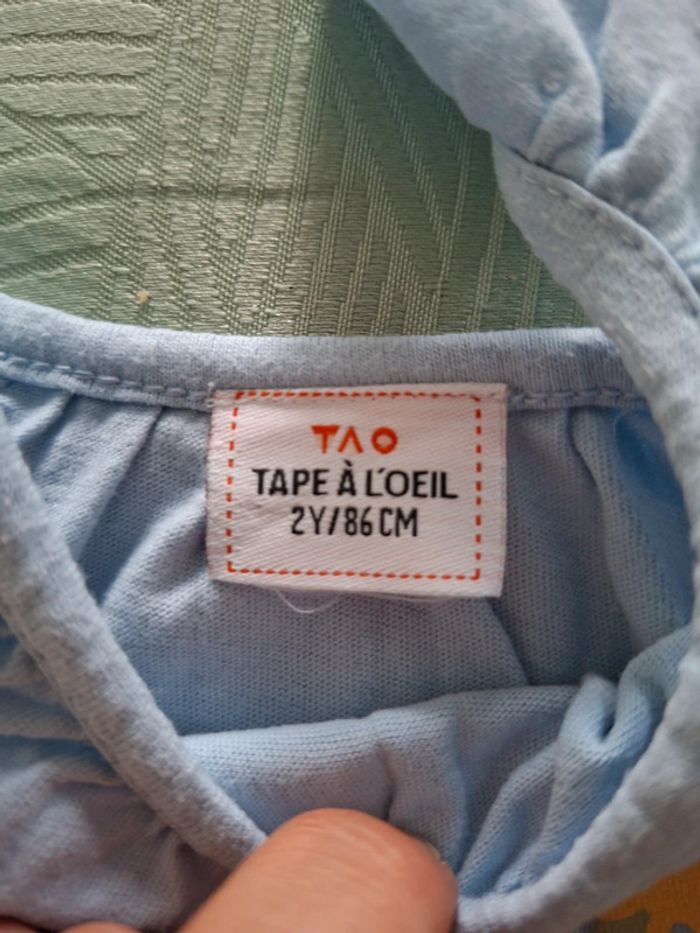 TAO
TAPE À L'OEIL
2Y/86CM